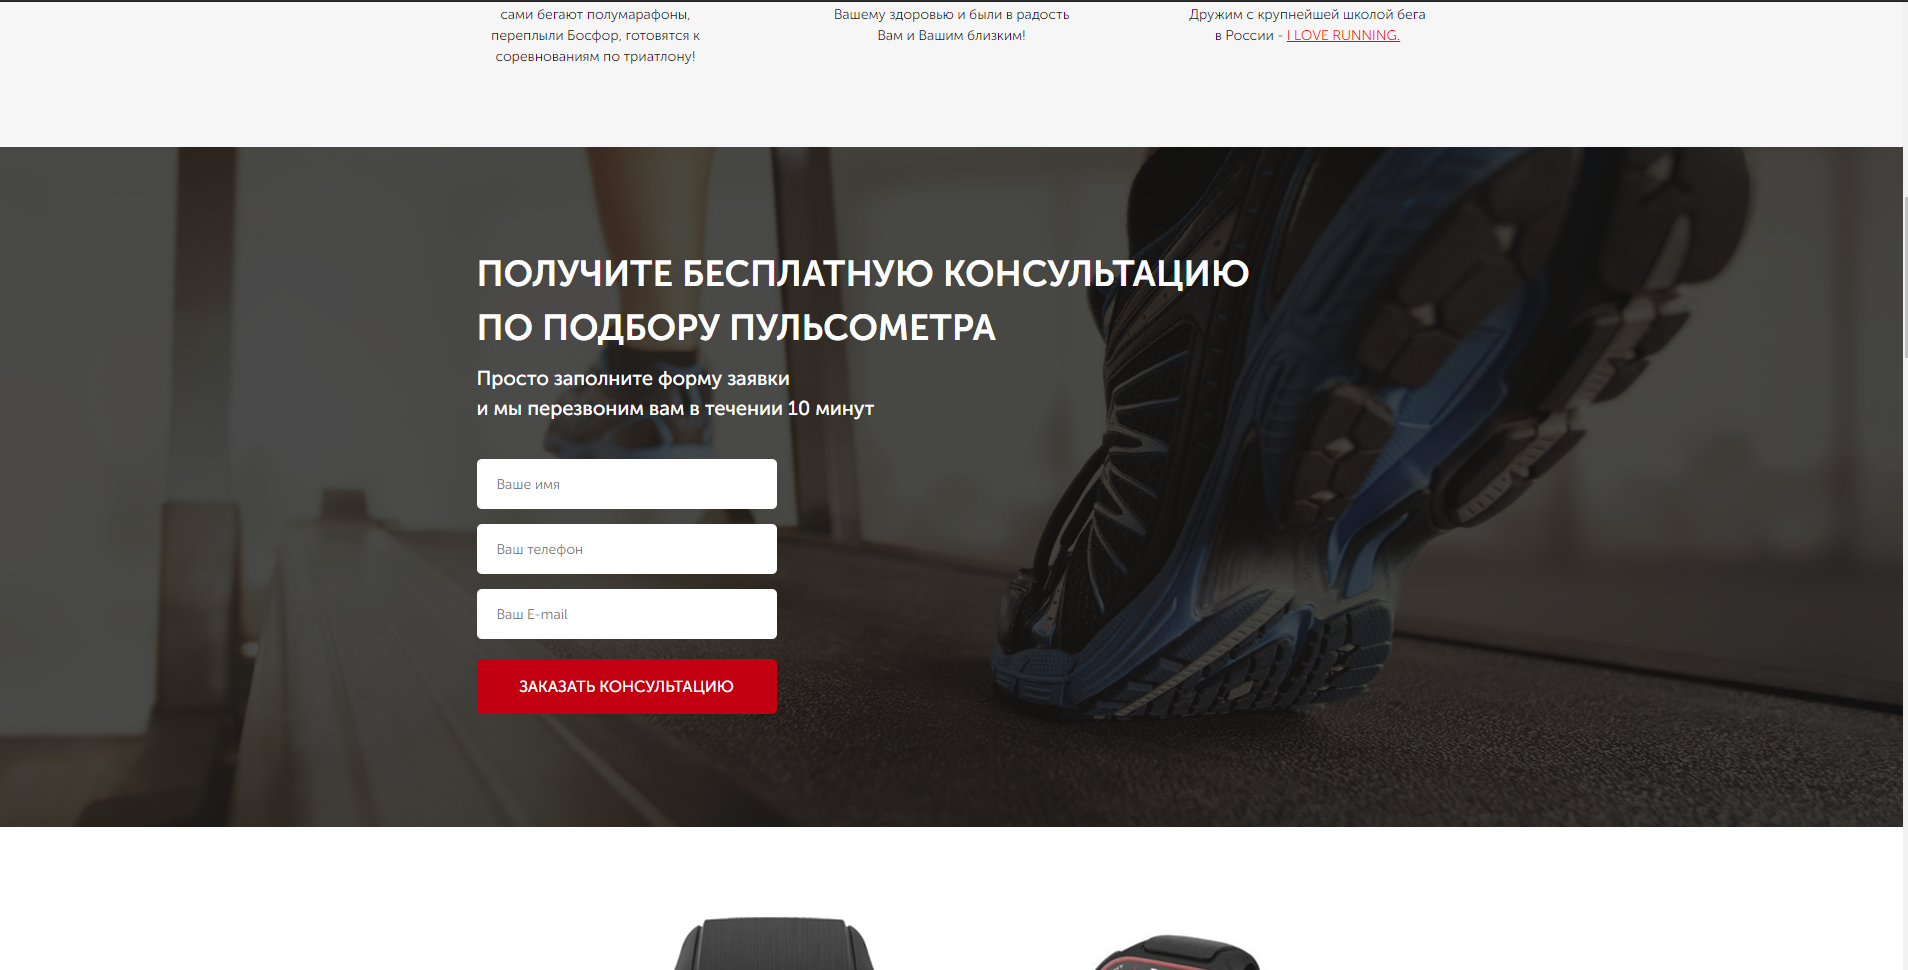 сами бегают полумарафоны,
переплыли Босфор, готовятся к
соревнованиям по триатлону!
Вашему здоровью и были в радость
Вам и Вашим близким!
Дружим с крупнейшей школой бега
в России - I LOVE RUNNING.
ПОЛУЧИТЕ БЕСПЛАТНУЮ КОНСУЛЬТАЦИЮ
ПО ПОДБОРУ ПУЛЬСОМЕТРА
Просто заполните форму заявки
и мы перезвоним вам в течении 10 минут
Ваше имя
Ваш телефон
Ваш E-mail
ЗАКАЗАТЬ КОНСУЛЬТАЦИЮ